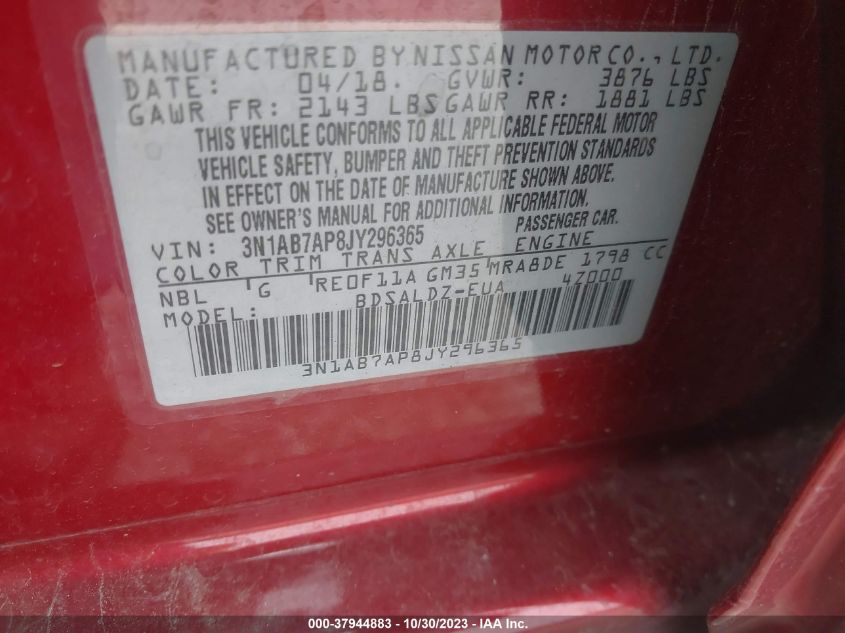 MANUFACTURED BY NISSAN MOTOR CO., LTD.
DATE: 04/18. GVWR: 3876 LBS
GAWR FR: 2143 LBS GAWR RR: 1881 LBS
THIS VEHICLE CONFORMS TO ALL APPLICABLE FEDERAL MOTOR
VEHICLE SAFETY, BUMPER AND THEFT PREVENTION STANDARDS
IN EFFECT ON THE DATE OF MANUFACTURE SHOWN ABOVE.
SEE OWNER'S MANUAL FOR ADDITIONAL INFORMATION.
VIN: 3N1AB7AP8JY296365 PASSENGER CAR.
COLOR TRIM TRANS AXLE ENGINE
NBL G RE0F11A GM35 MRA8DE 1798 CC
MODEL: BDSALDZ-EUA 47000
3N1AB7AP8JY296365
000-37944883 - 10/30/2023 - IAA Inc.